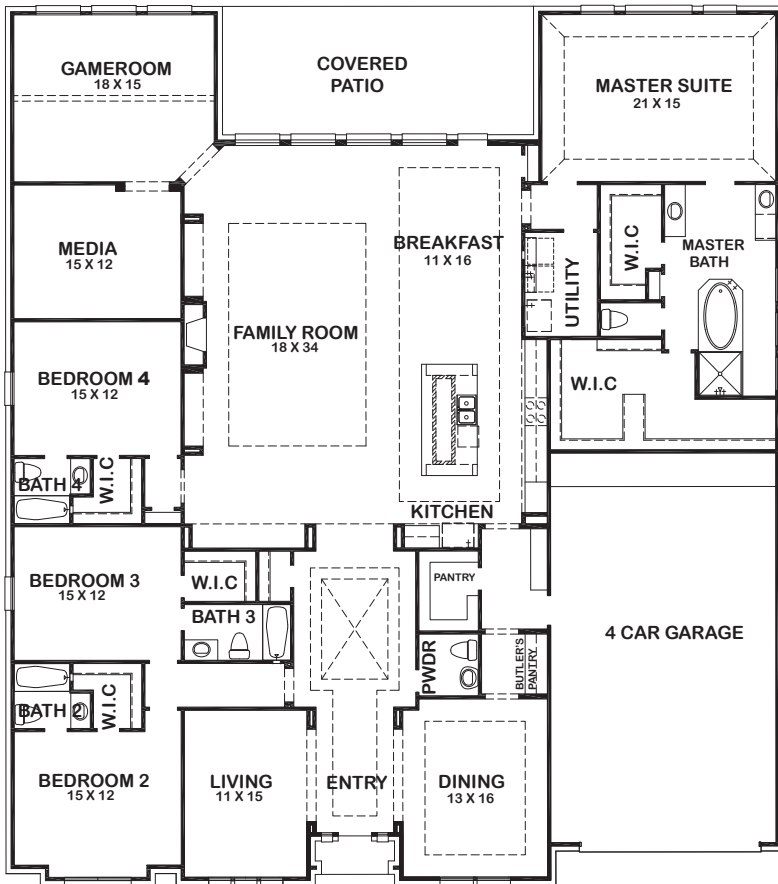 GAMEROOM
18 X 15
COVERED
PATIO
MASTER SUITE
21 X 15
MEDIA
15 X 12
BREAKFAST
11 X 16
UTILITY
W.I.C
MASTER
BATH
FAMILY ROOM
18 X 34
BEDROOM 4
15 X 12
W.I.C
BATH 4
W.I.C
KITCHEN
BEDROOM 3
15 X 12
W.I.C
PANTRY
BATH 3
4 CAR GARAGE
PWDR
BUTLER'S
PANTRY
BATH 2
W.I.C
BEDROOM 2
15 X 12
LIVING
11 X 15
ENTRY
DINING
13 X 16